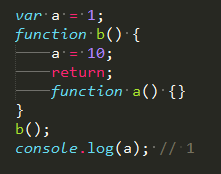 var a = 1;
function b() {
    a = 10;
    return;
    function a() {}
}
b();
console.log(a); // 1